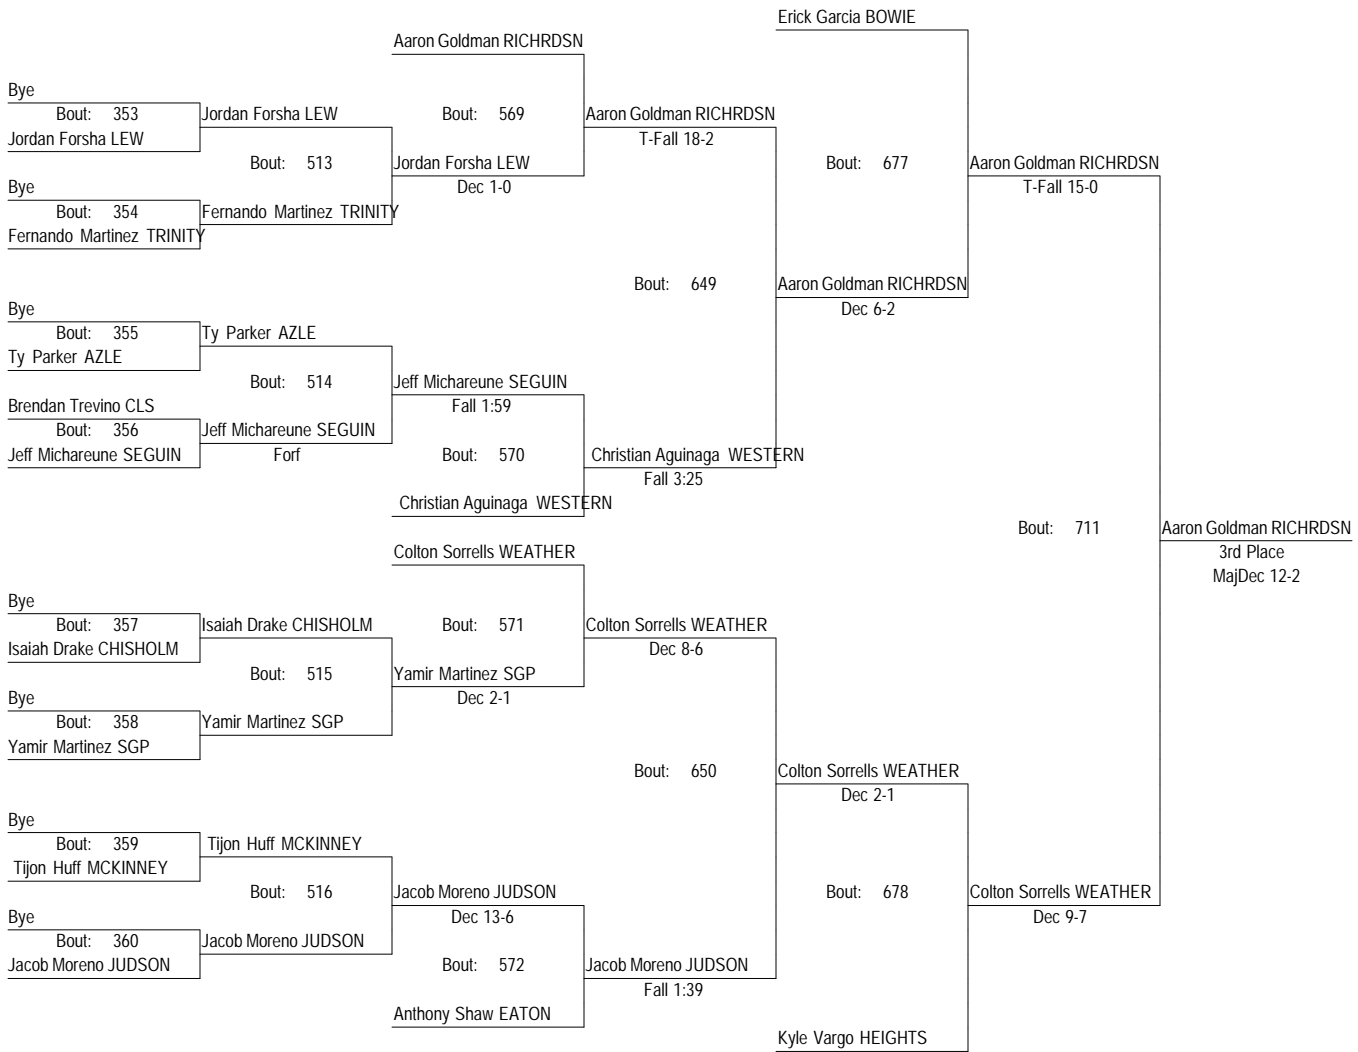 Erick Garcia BOWIE
Aaron Goldman RICHRDSN
Bye
Bout: 353
Jordan Forsha LEW
Jordan Forsha LEW
Bout: 569
Aaron Goldman RICHRDSN
T-Fall 18-2
Bout: 513
Jordan Forsha LEW
Dec 1-0
Bout: 677
Aaron Goldman RICHRDSN
T-Fall 15-0
Bye
Bout: 354
Fernando Martinez TRINITY
Fernando Martinez TRINITY
Bout: 649
Aaron Goldman RICHRDSN
Dec 6-2
Bye
Bout: 355
Ty Parker AZLE
Ty Parker AZLE
Bout: 514
Jeff Michareune SEGUIN
Fall 1:59
Brendan Trevino CLS
Bout: 356
Jeff Michareune SEGUIN
Jeff Michareune SEGUIN
Forf
Bout: 570
Christian Aguinaga WESTERN
Fall 3:25
Christian Aguinaga WESTERN
Bout: 711
Aaron Goldman RICHRDSN
3rd Place
MajDec 12-2
Colton Sorrells WEATHER
Bye
Bout: 357
Isaiah Drake CHISHOLM
Isaiah Drake CHISHOLM
Bout: 571
Colton Sorrells WEATHER
Dec 8-6
Bout: 515
Yamir Martinez SGP
Dec 2-1
Bye
Bout: 358
Yamir Martinez SGP
Yamir Martinez SGP
Bout: 650
Colton Sorrells WEATHER
Dec 2-1
Bye
Bout: 359
Tijon Huff MCKINNEY
Tijon Huff MCKINNEY
Bout: 516
Jacob Moreno JUDSON
Dec 13-6
Bout: 678
Colton Sorrells WEATHER
Dec 9-7
Bye
Bout: 360
Jacob Moreno JUDSON
Jacob Moreno JUDSON
Bout: 572
Jacob Moreno JUDSON
Fall 1:39
Anthony Shaw EATON
Kyle Vargo HEIGHTS